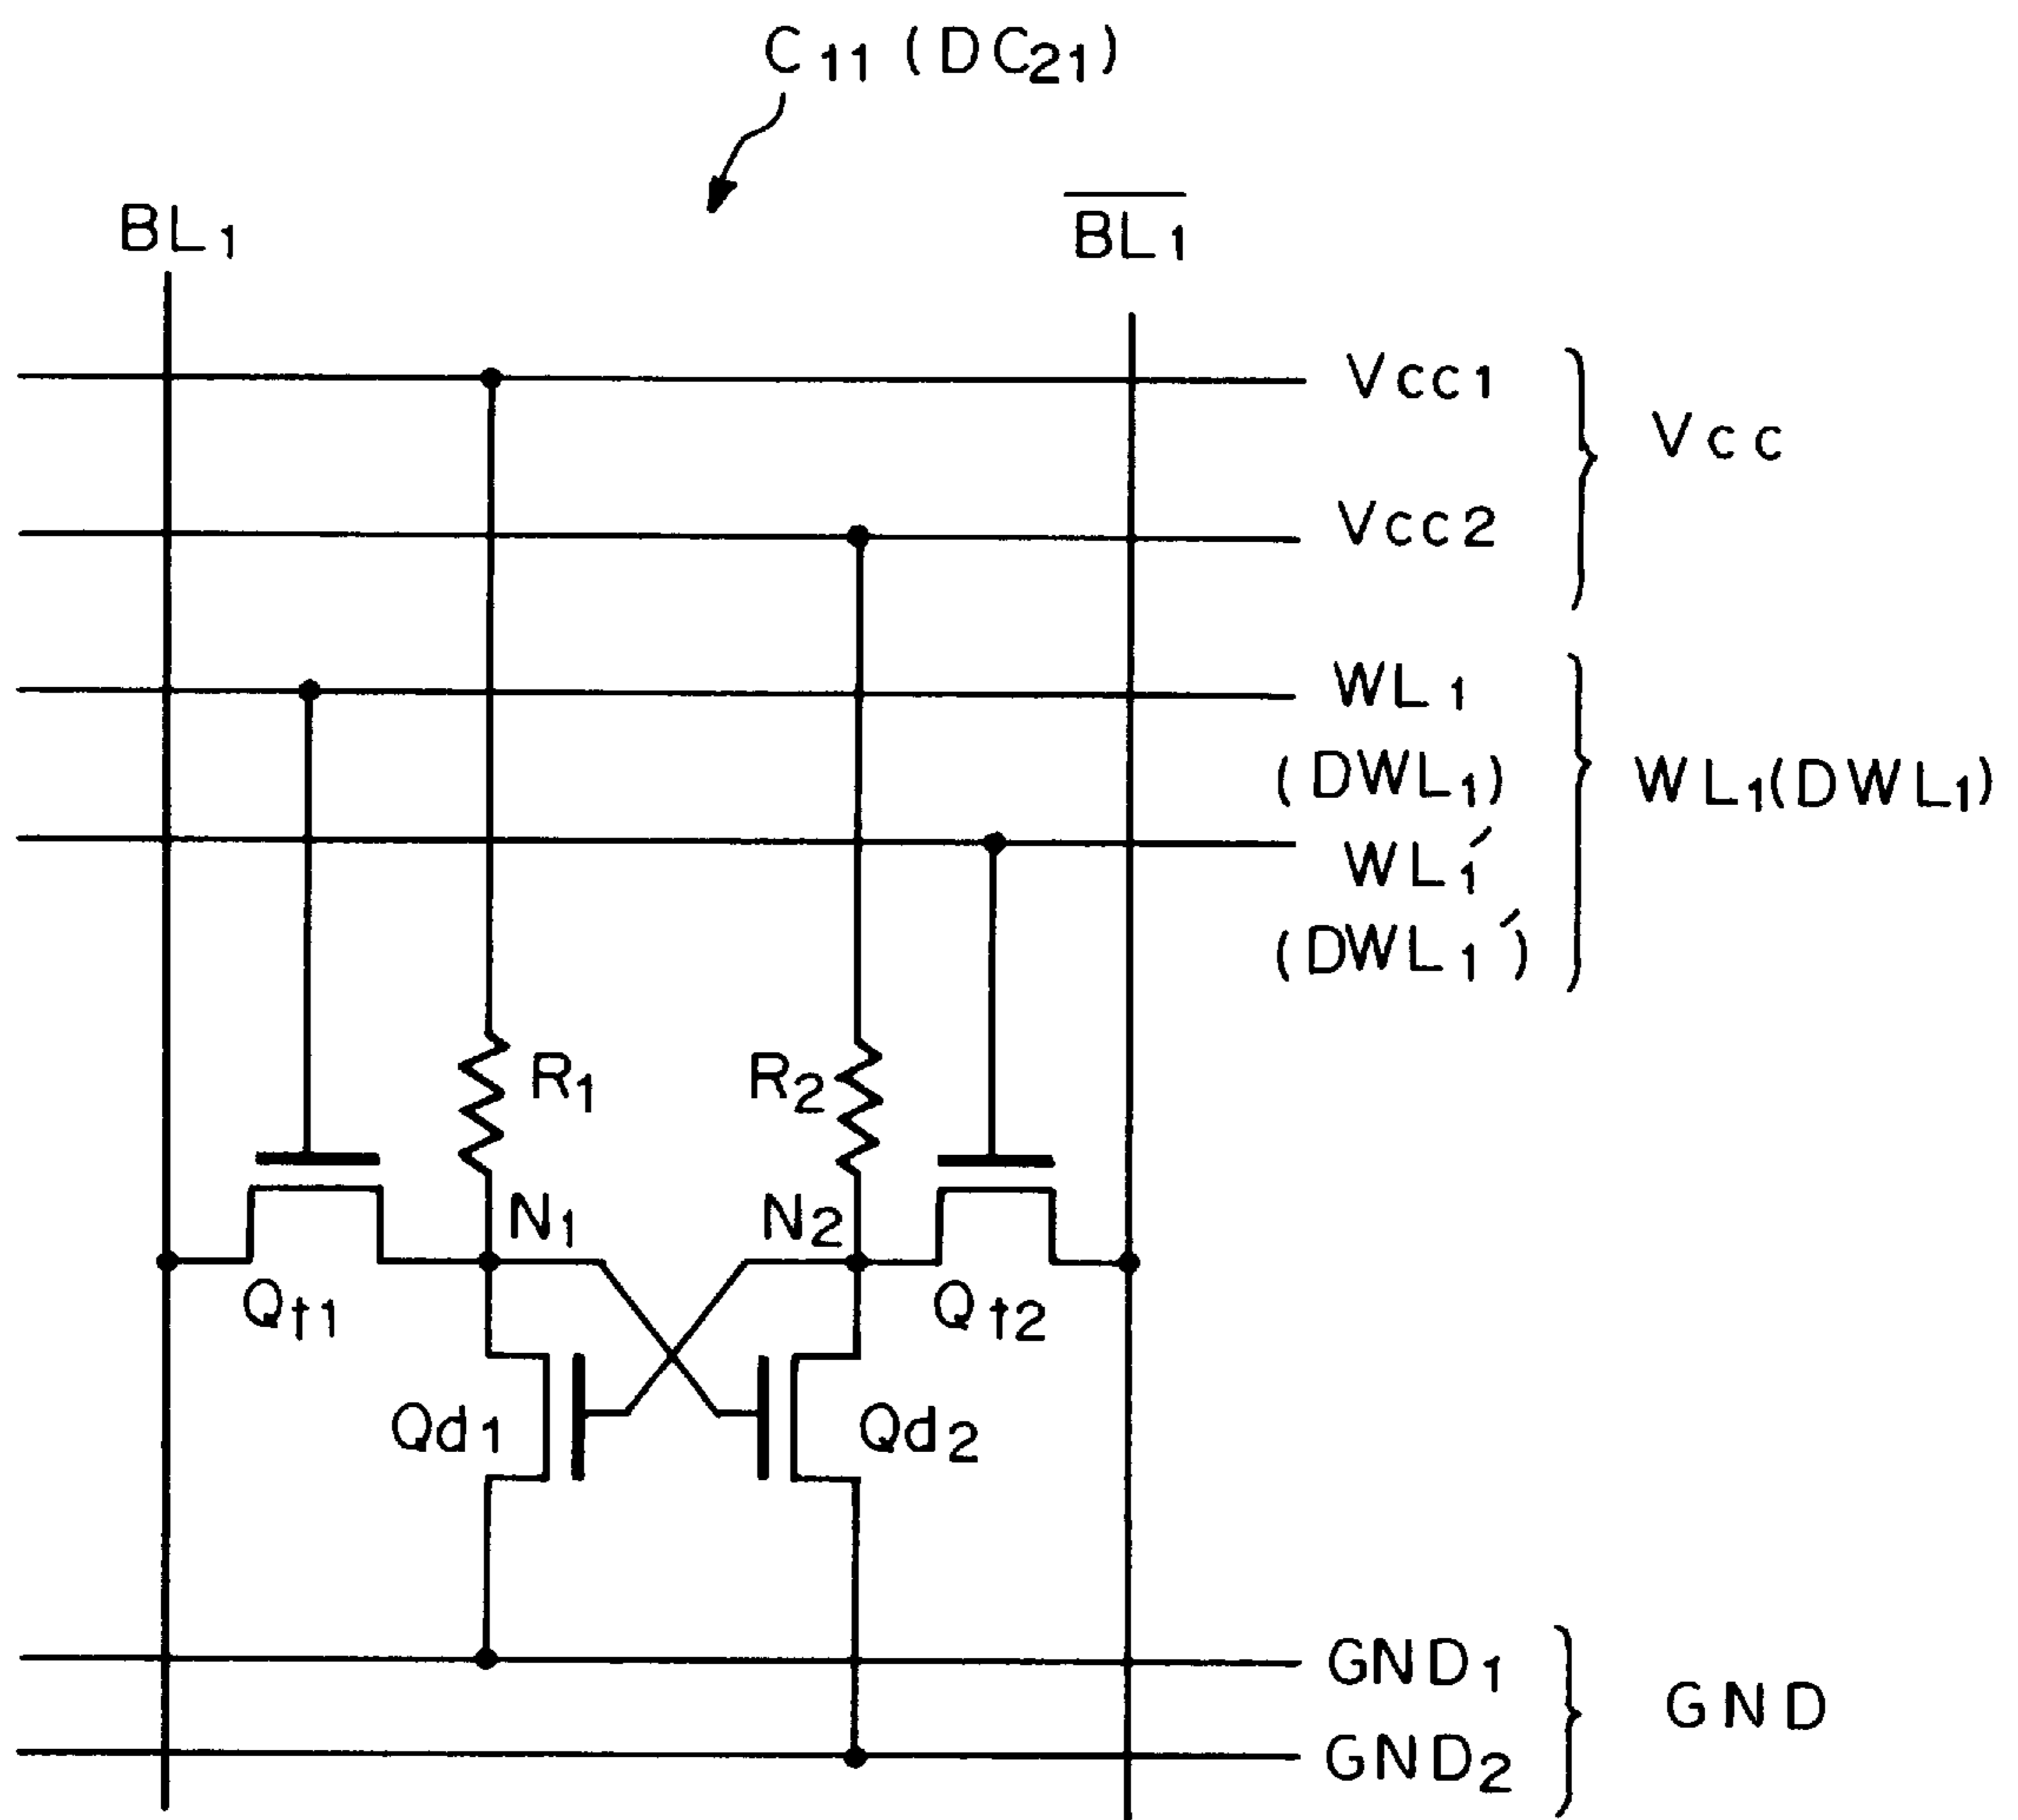 C11 (DC21)
BL1
B̅L̅1̅
Vcc1
Vcc
Vcc2
WL1
(DWL1)
WL1(DWL1)
WL1′
(DWL1′)
R1
R2
N1
N2
Qt1
Qt2
Qd1
Qd2
GND1
GND
GND2